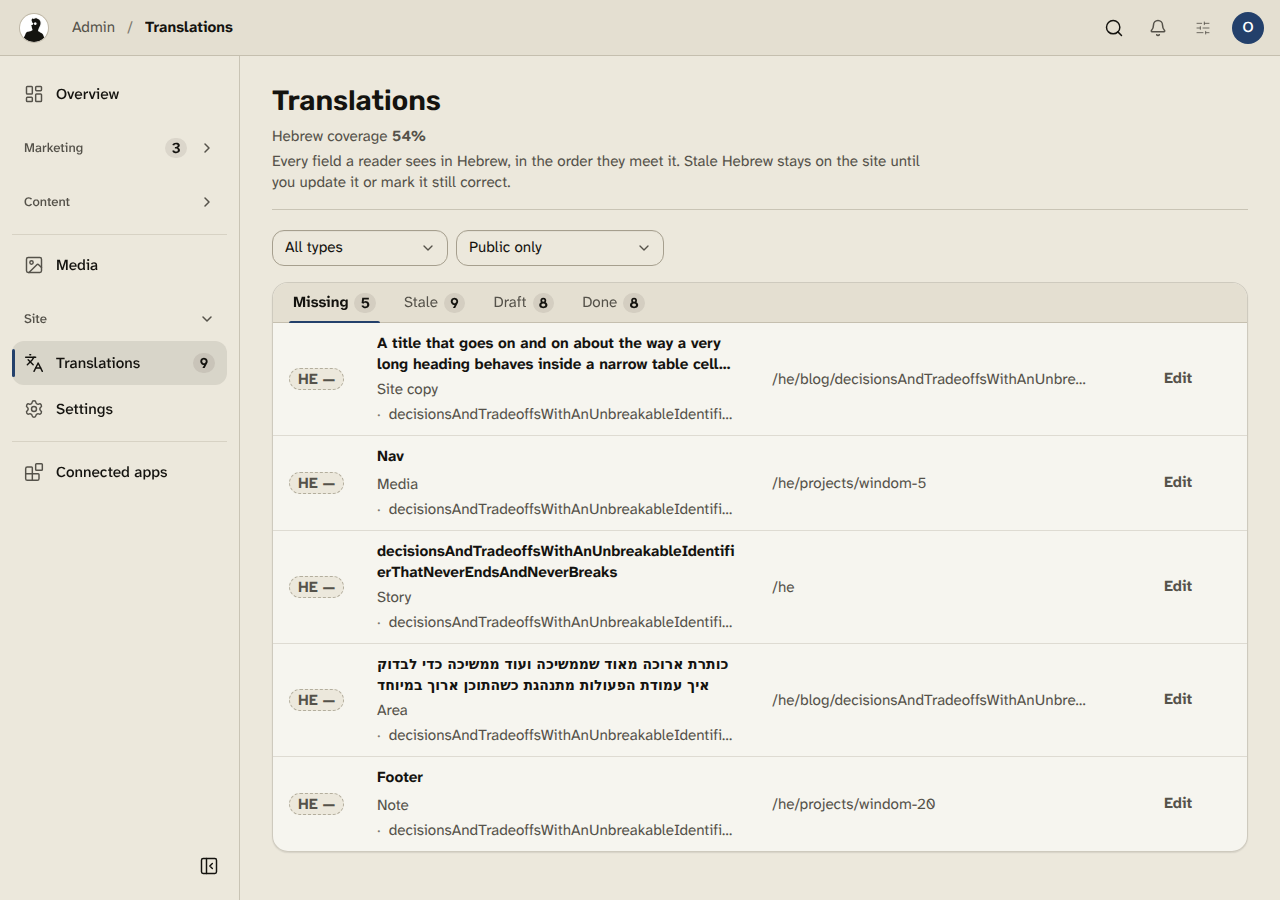 Admin / Translations
O
Overview
Marketing 3
Content
Media
Site
Translations 9
Settings
Connected apps
Translations
Hebrew coverage 54%
Every field a reader sees in Hebrew, in the order they meet it. Stale Hebrew stays on the site until
you update it or mark it still correct.
All types
Public only
Missing 5
Stale 9
Draft 8
Done 8
HE —
A title that goes on and on about the way a very
long heading behaves inside a narrow table cell…
Site copy
· decisionsAndTradeoffsWithAnUnbreakableIdentifi…
/he/blog/decisionsAndTradeoffsWithAnUnbre…
Edit
HE —
Nav
Media
· decisionsAndTradeoffsWithAnUnbreakableIdentifi…
/he/projects/windom-5
Edit
HE —
decisionsAndTradeoffsWithAnUnbreakableIdentifi
erThatNeverEndsAndNeverBreaks
Story
· decisionsAndTradeoffsWithAnUnbreakableIdentifi…
/he
Edit
HE —
כותרת ארוכה מאוד שממשיכה ועוד ממשיכה כדי לבדוק
איך עמודת הפעולות מתנהגת כשהתוכן ארוך במיוחד
Area
· decisionsAndTradeoffsWithAnUnbreakableIdentifi…
/he/blog/decisionsAndTradeoffsWithAnUnbre…
Edit
HE —
Footer
Note
· decisionsAndTradeoffsWithAnUnbreakableIdentifi…
/he/projects/windom-20
Edit